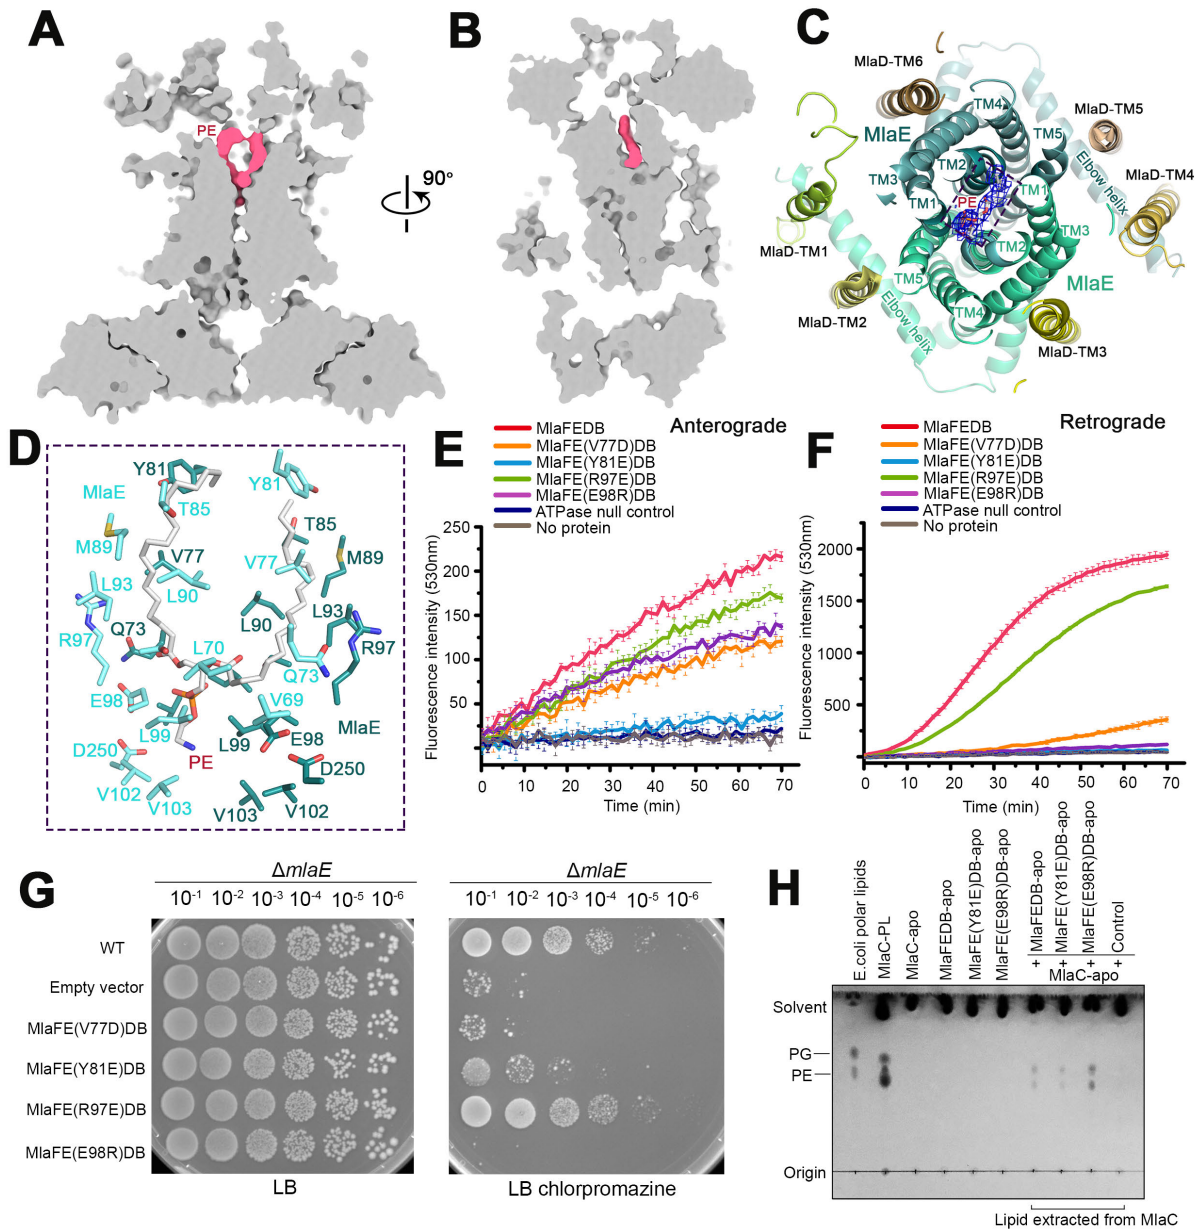 A
PE
90°
B
C
MlaD-TM6
TM4
MlaD-TM5
MlaE
TM5
TM2
Elbow helix
MlaD-TM4
TM3
TM1
PE
TM1
TM3
MlaD-TM1
TM2
TM5
MlaE
MlaD-TM2
Elbow helix
TM4
MlaD-TM3
D
Y81
Y81
MlaE
T85
T85
M89
V77
V77
M89
L93
L90
L93
L90
R97
Q73
L70
R97
Q73
E98
V69
MlaE
L99
L99
E98
D250
PE
D250
V102
V103
V103
V102
E
Anterograde
MlaFEDB
MlaFE(V77D)DB
MlaFE(Y81E)DB
MlaFE(R97E)DB
MlaFE(E98R)DB
ATPase null control
No protein
Fluorescence intensity (530nm)
250
200
150
100
50
0 10 20 30 40 50 60 70
Time (min)
F
Retrograde
MlaFEDB
MlaFE(V77D)DB
MlaFE(Y81E)DB
MlaFE(R97E)DB
MlaFE(E98R)DB
ATPase null control
No protein
Fluorescence intensity (530nm)
2000
1500
1000
500
0
0 10 20 30 40 50 60 70
Time (min)
G
ΔmlaE
10-1 10-2 10-3 10-4 10-5 10-6
ΔmlaE
10-1 10-2 10-3 10-4 10-5 10-6
WT
Empty vector
MlaFE(V77D)DB
MlaFE(Y81E)DB
MlaFE(R97E)DB
MlaFE(E98R)DB
LB
LB chlorpromazine
H
E.coli polar lipids
MlaC-PL
MlaC-apo
MlaFEDB-apo
MlaFE(Y81E)DB-apo
MlaFE(E98R)DB-apo
+ MlaFEDB-apo
+ MlaFE(Y81E)DB-apo
+ MlaFE(E98R)DB-apo
+ Control
MlaC-apo
Solvent
PG
PE
Origin
Lipid extracted from MlaC